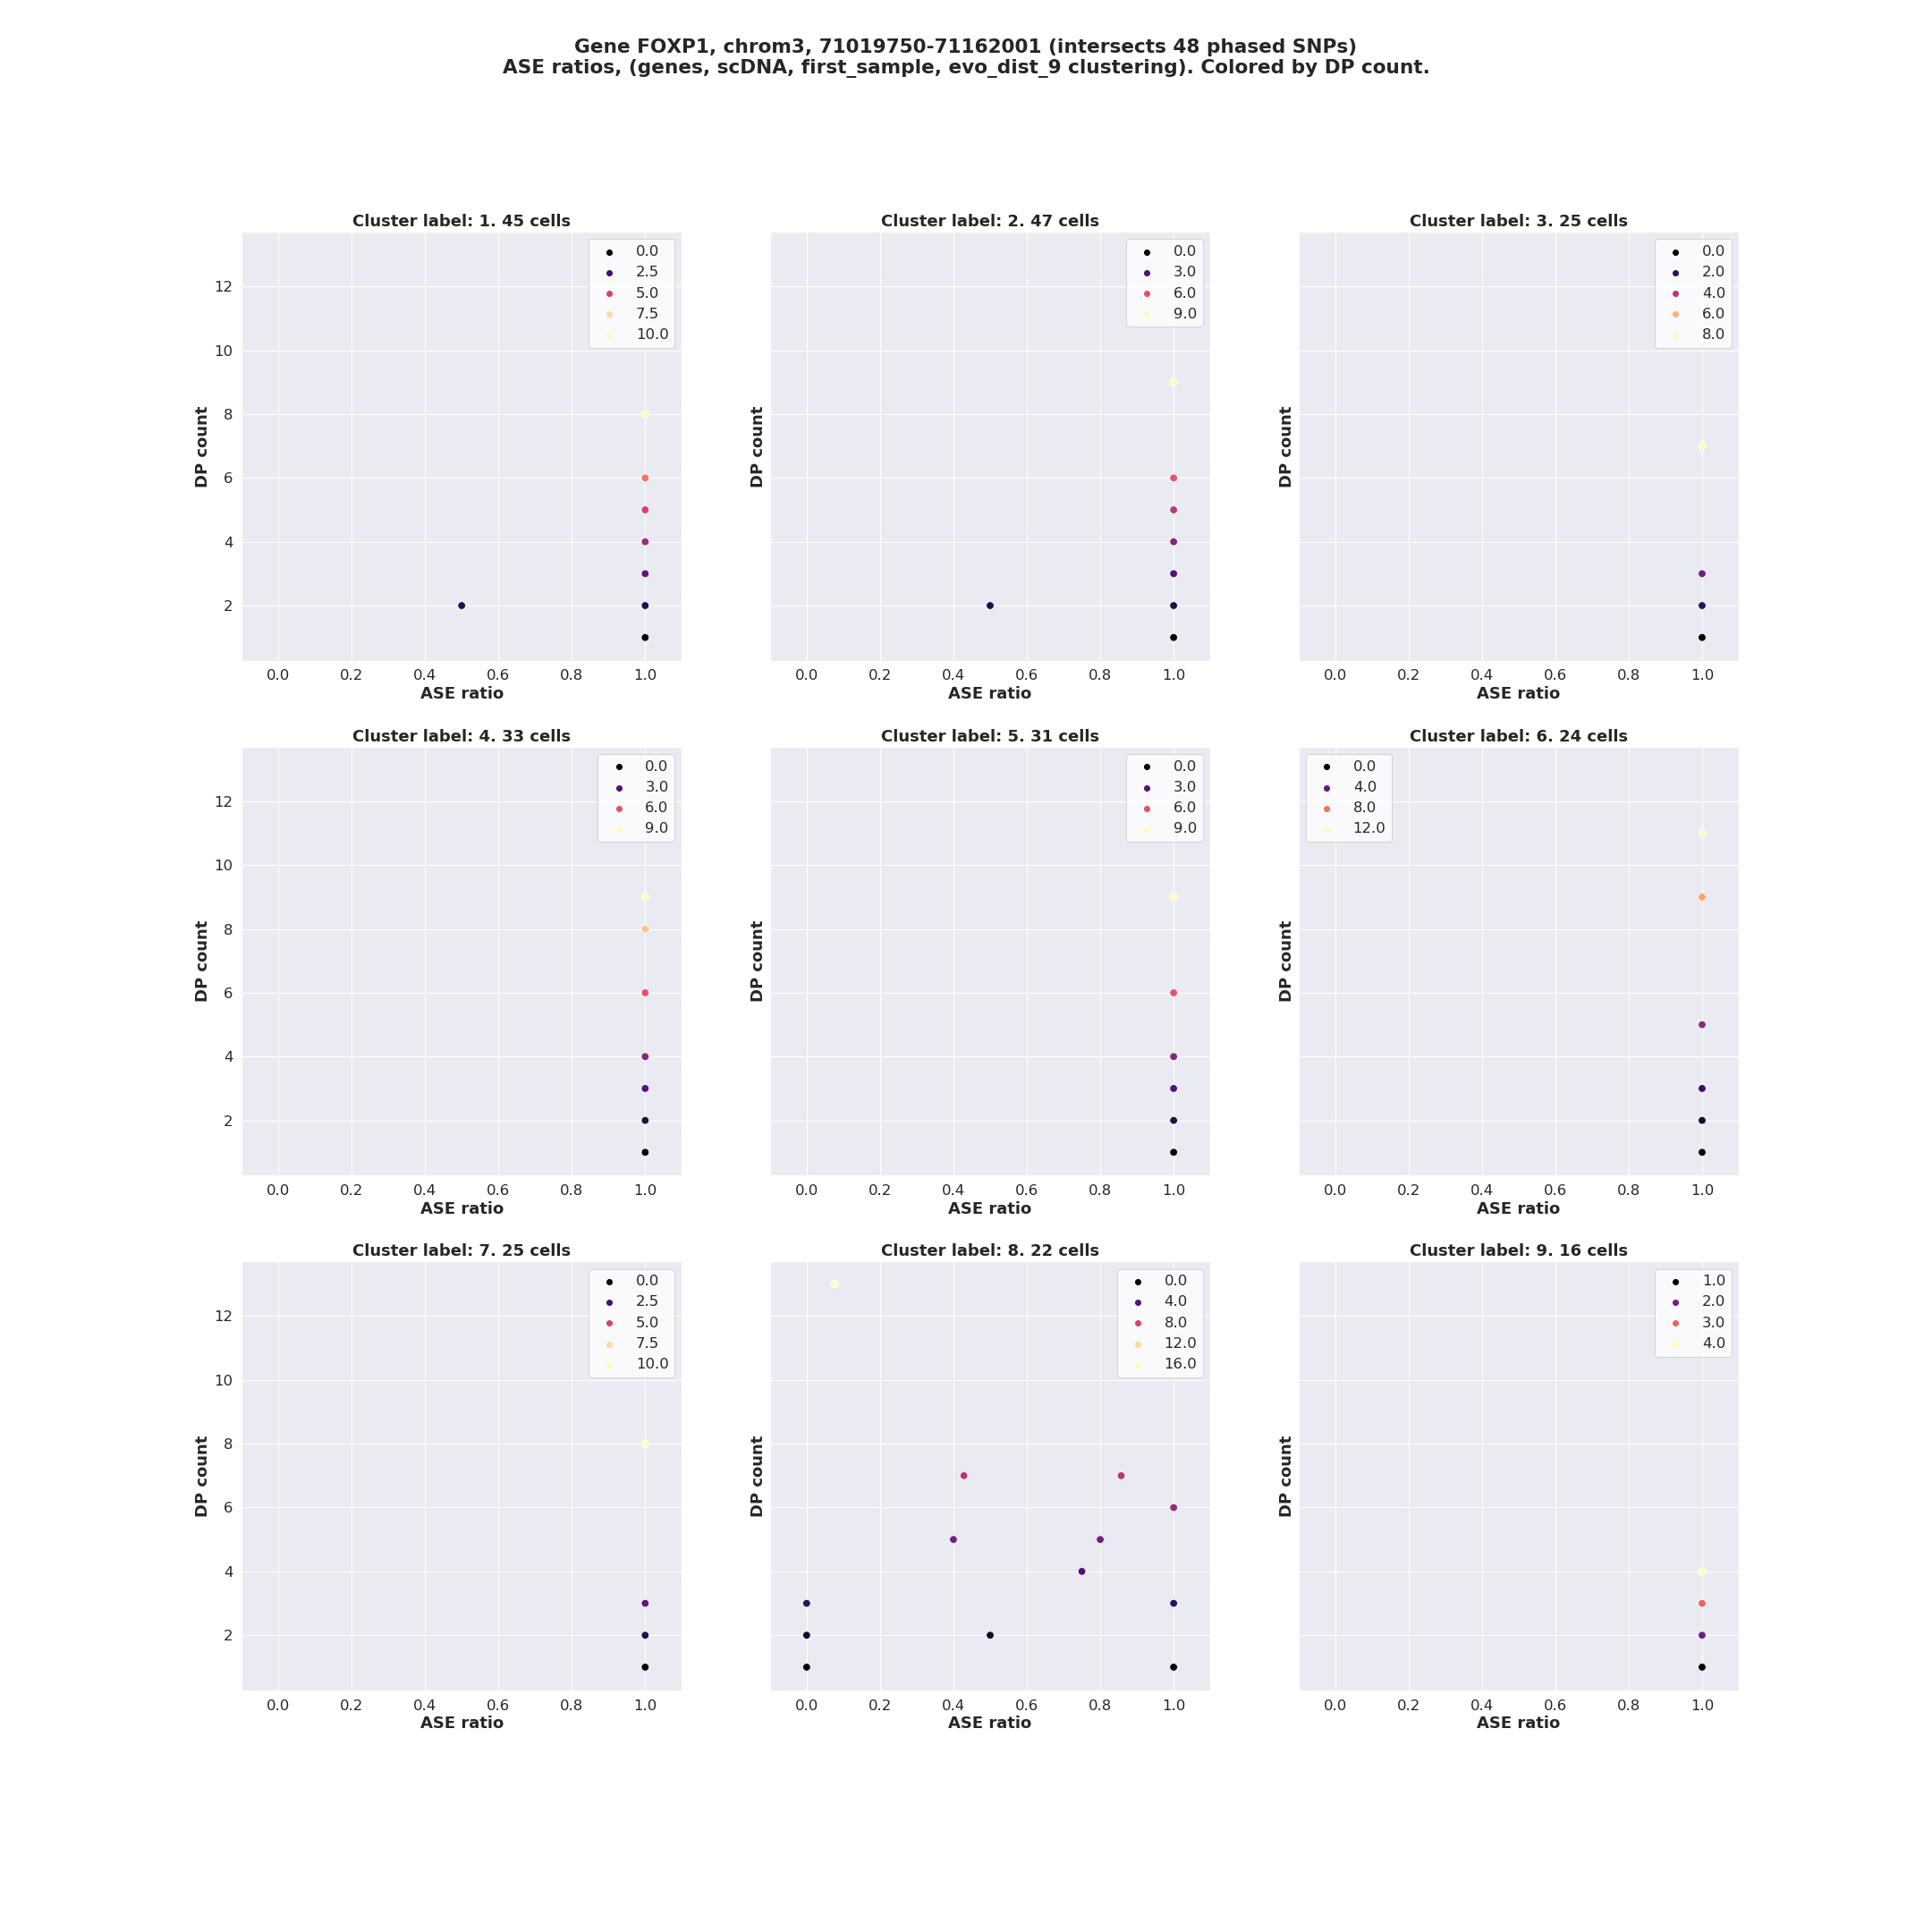 Gene FOXP1, chrom3, 71019750-71162001 (intersects 48 phased SNPs)
ASE ratios, (genes, scDNA, first_sample, evo_dist_9 clustering). Colored by DP count.
Cluster label: 1. 45 cells
0.0
2.5
5.0
7.5
10.0
12
10
8
6
4
2
DP count
0.0 0.2 0.4 0.6 0.8 1.0
ASE ratio
Cluster label: 2. 47 cells
0.0
3.0
6.0
9.0
DP count
0.0 0.2 0.4 0.6 0.8 1.0
ASE ratio
Cluster label: 3. 25 cells
0.0
2.0
4.0
6.0
8.0
DP count
0.0 0.2 0.4 0.6 0.8 1.0
ASE ratio
Cluster label: 4. 33 cells
0.0
3.0
6.0
9.0
12
10
8
6
4
2
DP count
0.0 0.2 0.4 0.6 0.8 1.0
ASE ratio
Cluster label: 5. 31 cells
0.0
3.0
6.0
9.0
DP count
0.0 0.2 0.4 0.6 0.8 1.0
ASE ratio
Cluster label: 6. 24 cells
0.0
4.0
8.0
12.0
DP count
0.0 0.2 0.4 0.6 0.8 1.0
ASE ratio
Cluster label: 7. 25 cells
0.0
2.5
5.0
7.5
10.0
12
10
8
6
4
2
DP count
0.0 0.2 0.4 0.6 0.8 1.0
ASE ratio
Cluster label: 8. 22 cells
0.0
4.0
8.0
12.0
16.0
DP count
0.0 0.2 0.4 0.6 0.8 1.0
ASE ratio
Cluster label: 9. 16 cells
1.0
2.0
3.0
4.0
DP count
0.0 0.2 0.4 0.6 0.8 1.0
ASE ratio